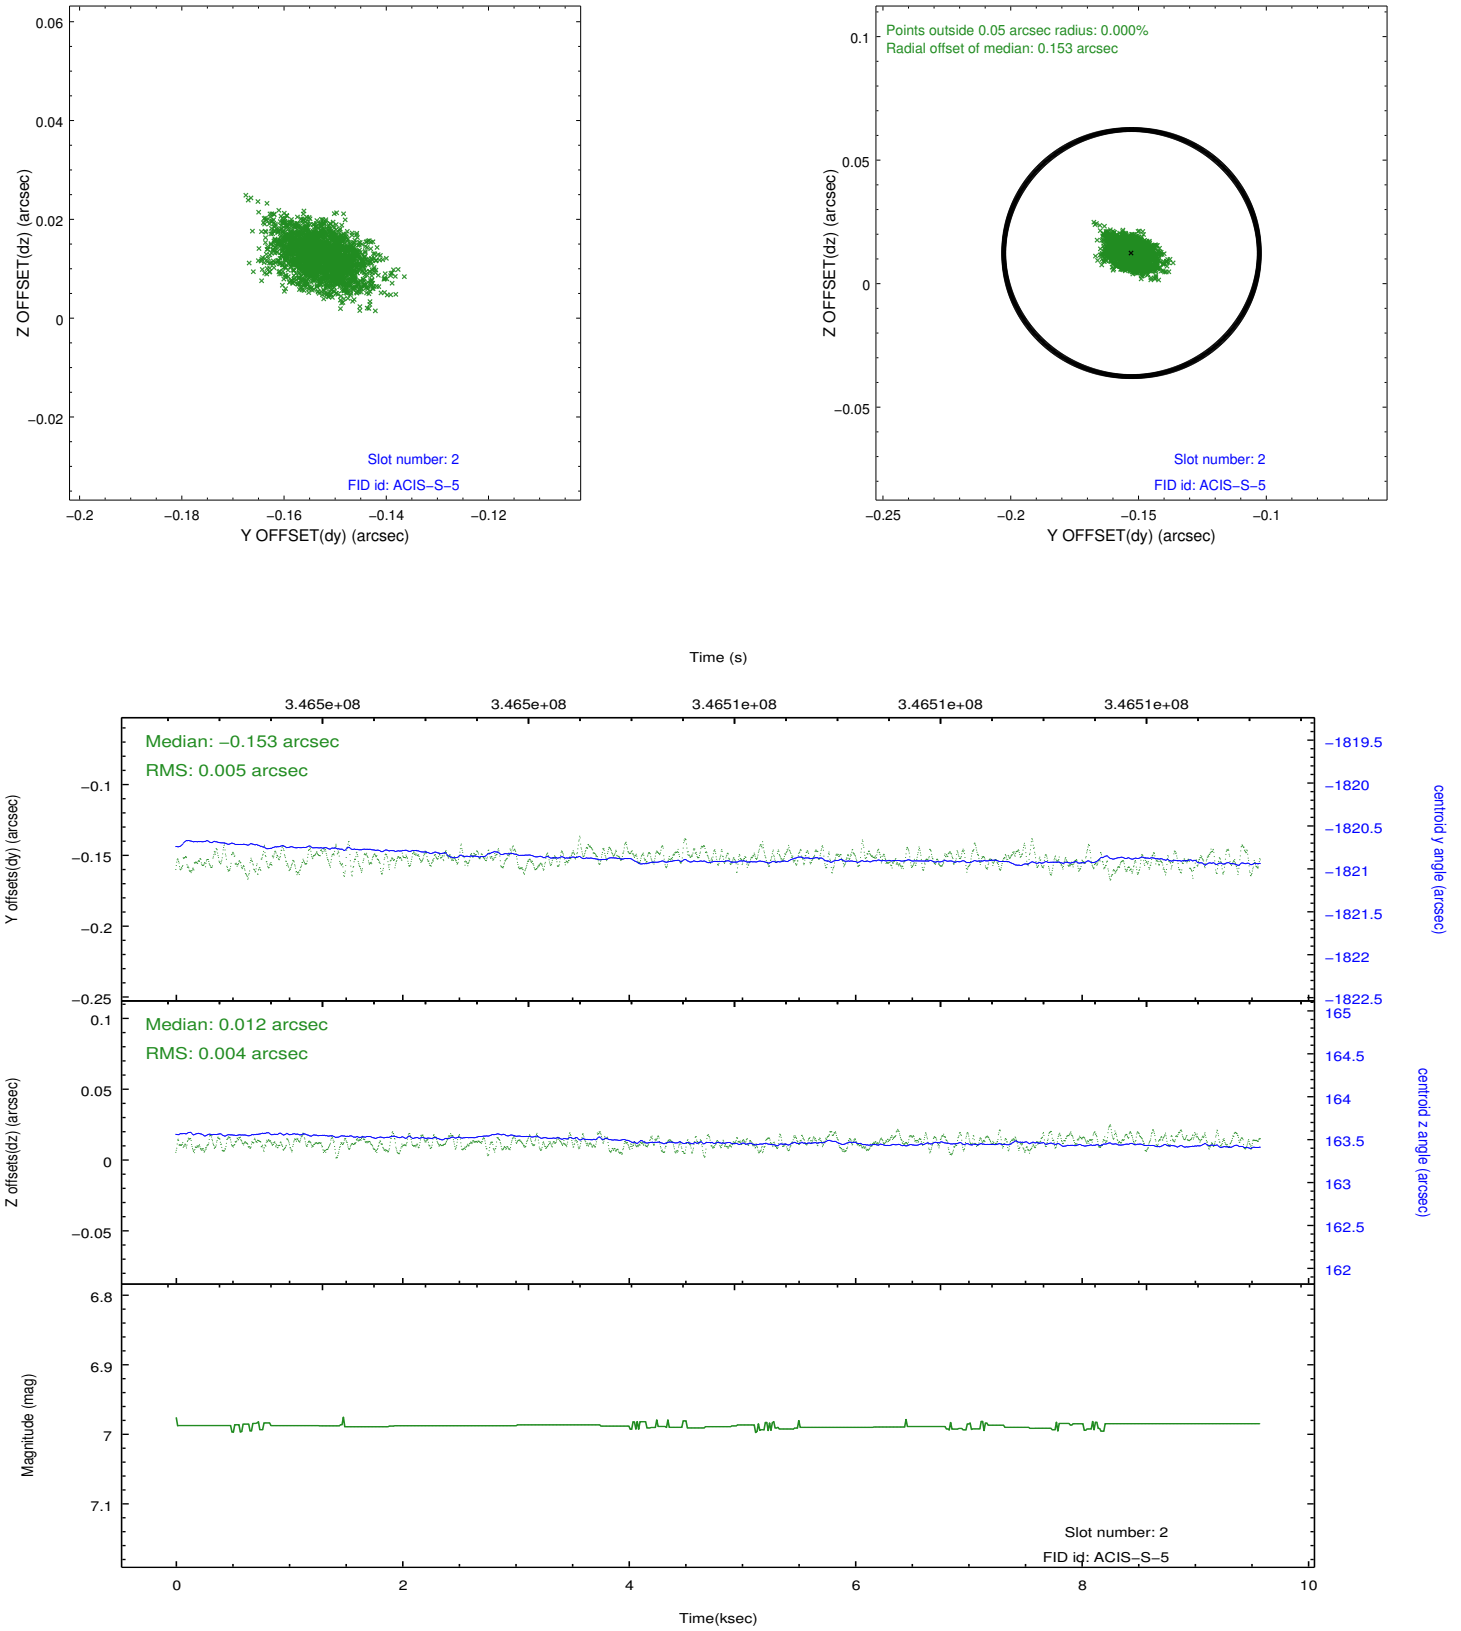 0.06
0.04
0.02
0
−0.02
Z OFFSET(dz) (arcsec)
Slot number: 2
FID id: ACIS−S−5
−0.2
−0.18
−0.16
−0.14
−0.12
Y OFFSET(dy) (arcsec)
Points outside 0.05 arcsec radius: 0.000%
Radial offset of median: 0.153 arcsec
0.1
0.05
0
−0.05
Z OFFSET(dz) (arcsec)
Slot number: 2
FID id: ACIS−S−5
−0.25
−0.2
−0.15
−0.1
Y OFFSET(dy) (arcsec)
Time (s)
3.465e+08
3.465e+08
3.4651e+08
3.4651e+08
3.4651e+08
Median: −0.153 arcsec
RMS: 0.005 arcsec
−0.1
−0.15
−0.2
−0.25
Y offsets(dy) (arcsec)
−1819.5
−1820
−1820.5
−1821
−1821.5
−1822
−1822.5
centroid y angle (arcsec)
Median: 0.012 arcsec
RMS: 0.004 arcsec
0.1
0.05
0
−0.05
Z offsets(dz) (arcsec)
165
164.5
164
163.5
163
162.5
162
centroid z angle (arcsec)
6.8
6.9
7
7.1
Magnitude (mag)
Slot number: 2
FID id: ACIS−S−5
0
2
4
6
8
10
Time(ksec)